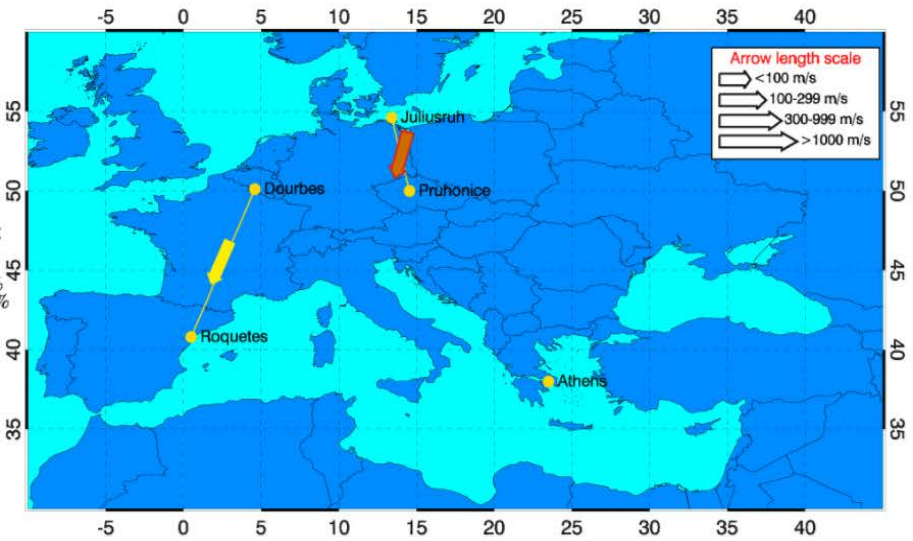 -5 0 5 10 15 20 25 30 35 40
Arrow length scale
<100 m/s
100-299 m/s
300-999 m/s
>1000 m/s
55 55
Juliusruh
50 50
Dourbes
Pruhonice
45 45
%
40 40
Roquetes
Athens
35 35
-5 0 5 10 15 20 25 30 35 40